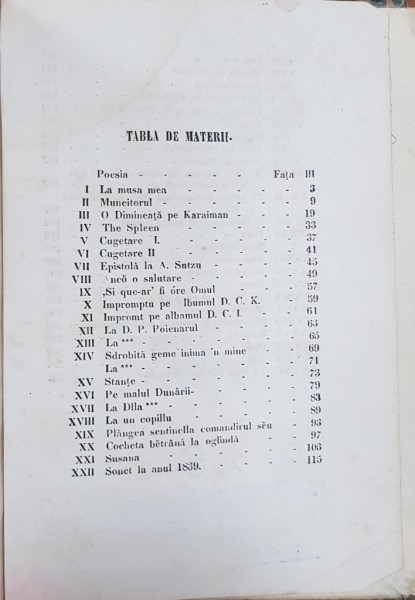 TABLA DE MATERII-
Poesia - - - - - Fața III
I La musa mea - - - - - 3
II Muncitorul - - - - - - 9
III O Dimineață pe Karaiman - - - - 19
IV The Spleen - - - - - 33
V Cugetare I. - - - - - 37
VI Cugetare II - - - - - 41
VII Epistolă la A. Sutzu - - - - - 45
VIII Ancŏ o salutare - - - - - 49
IX „Si que-ar' fi óre Omul - - - - 57
X Impromptu pe lbumul D. C. K. - - - 59
XI Impromt pe albamul D. C. I. - - - 61
XII La D. P. Poienarul - - - - 63
XIII La *** - - - - - - 65
XIV Sdrobită geme inima 'n mine - - - 69
La *** - - - - - - 71
XV Stanțe - - - - - - - 73
XVI Pe malul Dunării- - - - - - 79
XVII La Dlla *** - - - - - - 83
XVIII La un copillu - - - - - 89
XIX Plângea sentinella comandirul sĕu - - 93
XX Cocheta bĕtrână la oglindă - - - 97
XXI Susana - - - - - - 103
XXII Sonet la anul 1839. - - - - - 115